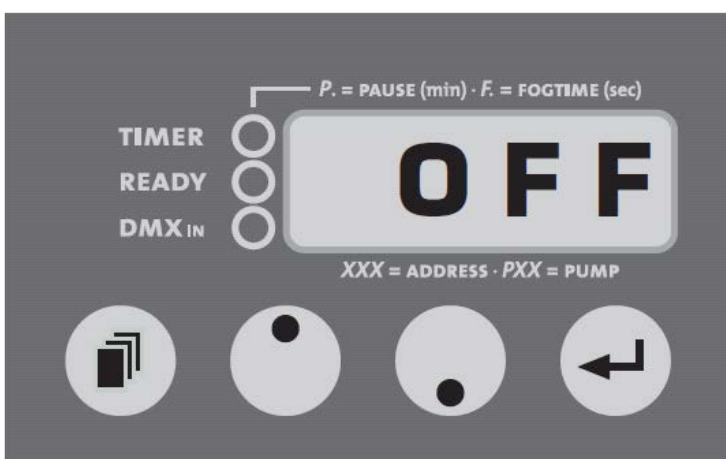 P. = PAUSE (min) · F. = FOGTIME (sec)
TIMER
READY
DMX IN
OFF
XXX = ADDRESS · PXX = PUMP